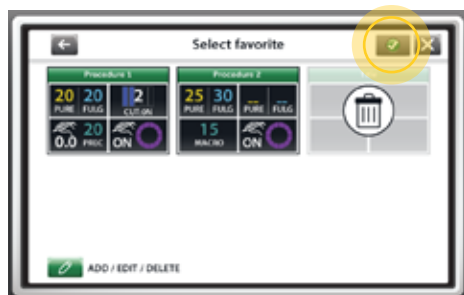 Select favorite
Procedure 1
Procedure 2
20 20 2
PURE FULG CUT:ON
25 30 -- --
PURE FULG PURE FULG
0.0 20 ON
PROC
15 ON
MACRO
ADD / EDIT / DELETE